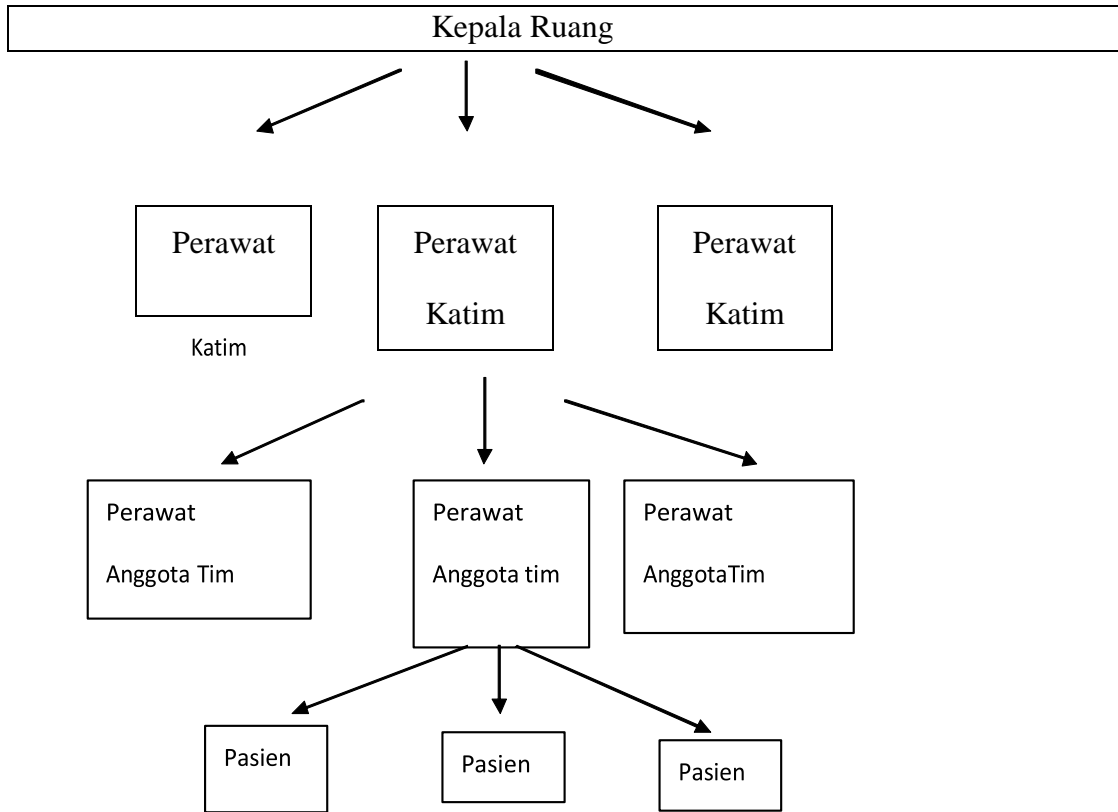 Kepala Ruang
Perawat
Katim
Perawat
Katim
Perawat
Katim
Perawat
Anggota Tim
Perawat
Anggota tim
Perawat
AnggotaTim
Pasien
Pasien
Pasien